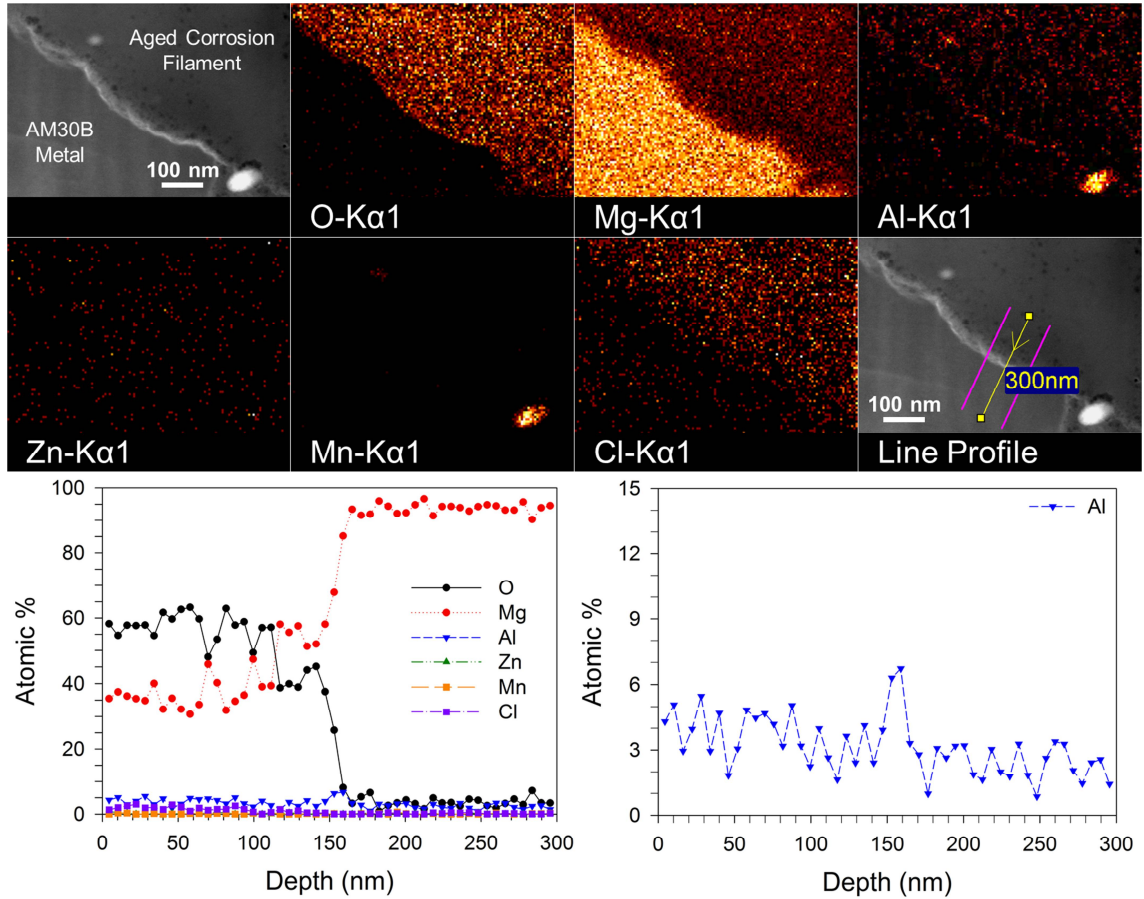 Aged Corrosion
Filament
AM30B
Metal
100 nm
O-Kα1
Mg-Kα1
Al-Kα1
Zn-Kα1
Mn-Kα1
Cl-Kα1
300nm
100 nm
Line Profile
100
80
60
40
20
0
Atomic %
O
Mg
Al
Zn
Mn
Cl
0 50 100 150 200 250 300
Depth (nm)
15
12
9
6
3
0
Atomic %
Al
0 50 100 150 200 250 300
Depth (nm)